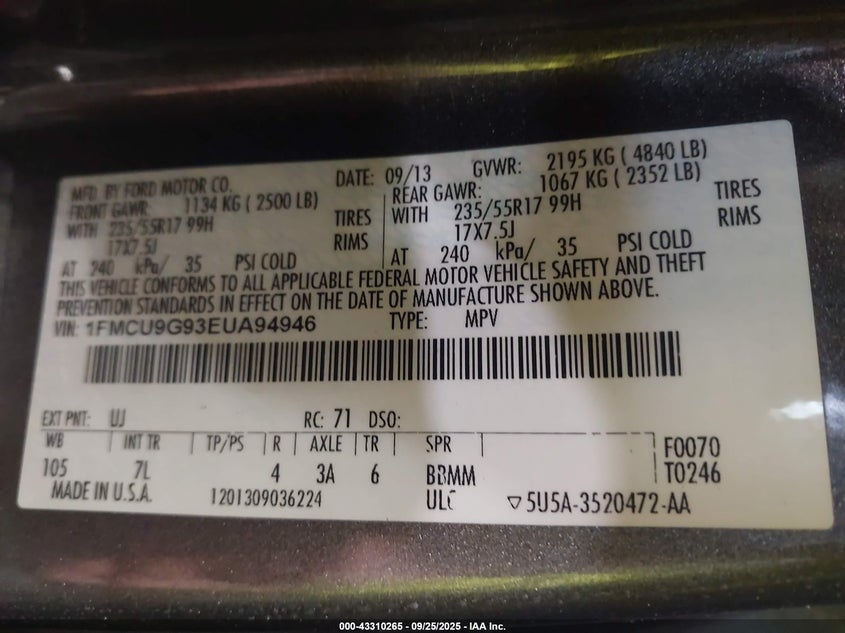 MFD. BY FORD MOTOR CO. DATE: 09/13 GVWR: 2195 KG ( 4840 LB)
FRONT GAWR: 1134 KG ( 2500 LB) REAR GAWR: 1067 KG ( 2352 LB)
WITH 235/55R17 99H TIRES WITH 235/55R17 99H TIRES
17X7.5J RIMS 17X7.5J RIMS
AT 240 kPa/ 35 PSI COLD AT 240 kPa/ 35 PSI COLD
THIS VEHICLE CONFORMS TO ALL APPLICABLE FEDERAL MOTOR VEHICLE SAFETY AND THEFT
PREVENTION STANDARDS IN EFFECT ON THE DATE OF MANUFACTURE SHOWN ABOVE.
VIN: 1FMCU9G93EUA94946 TYPE: MPV
EXT PNT: UJ RC: 71 DSO:
WB INT TR TP/PS R AXLE TR SPR F0070
105 7L 4 3A 6 BBMM T0246
MADE IN U.S.A. 1201309036224 ▽5U5A-3520472-AA
000-43310265 - 09/25/2025 - IAA Inc.